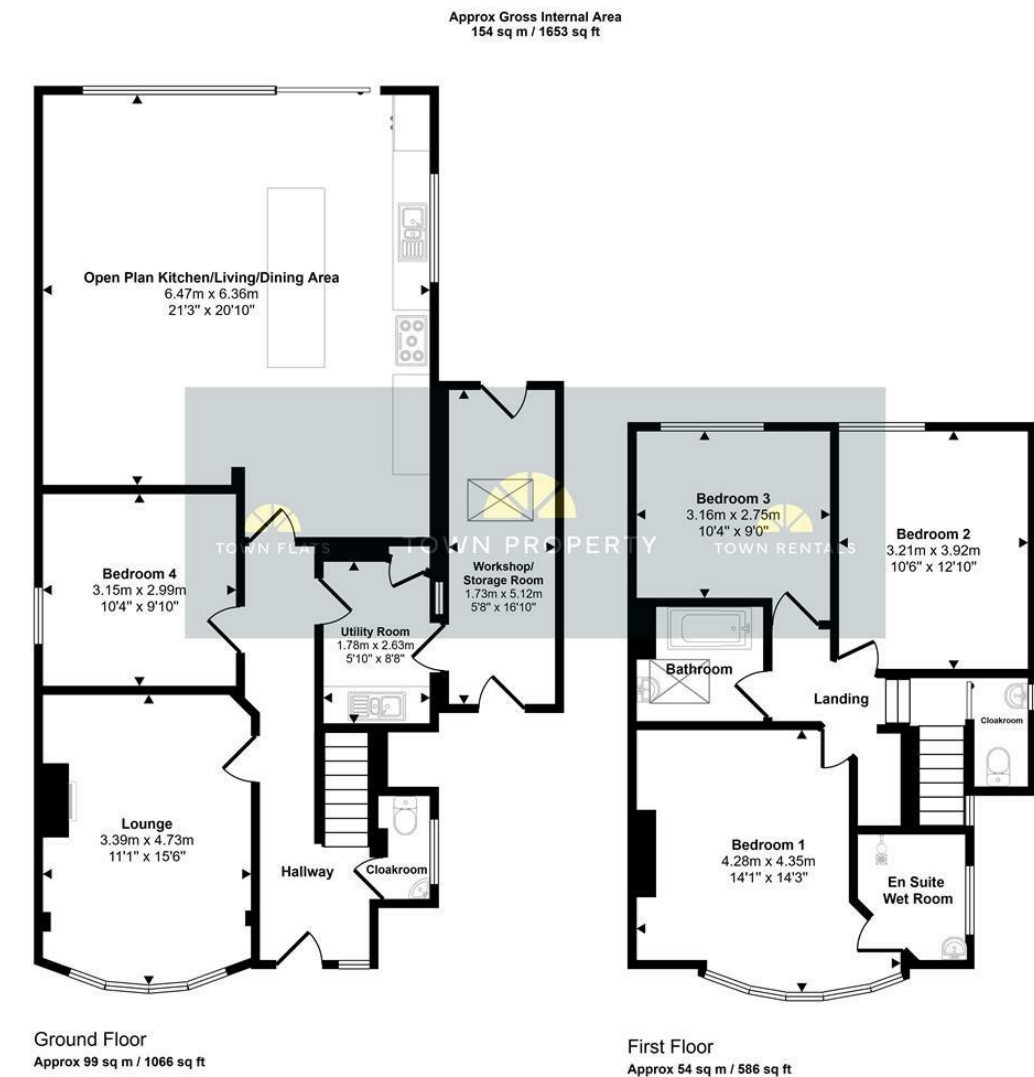 Approx Gross Internal Area
154 sq m / 1653 sq ft
Open Plan Kitchen/Living/Dining Area
6.47m x 6.36m
21'3" x 20'10"
Bedroom 4
3.15m x 2.99m
10'4" x 9'10"
TOWN FLATS
TOWN PROPERTY
TOWN RENTALS
Workshop/
Storage Room
1.73m x 5.12m
5'8" x 16'10"
Utility Room
1.78m x 2.63m
5'10" x 8'8"
Lounge
3.39m x 4.73m
11'1" x 15'6"
Hallway
Cloakroom
Ground Floor
Approx 99 sq m / 1066 sq ft
Bedroom 3
3.16m x 2.75m
10'4" x 9'0"
Bedroom 2
3.21m x 3.92m
10'6" x 12'10"
Bathroom
Landing
Cloakroom
Bedroom 1
4.28m x 4.35m
14'1" x 14'3"
En Suite
Wet Room
First Floor
Approx 54 sq m / 586 sq ft